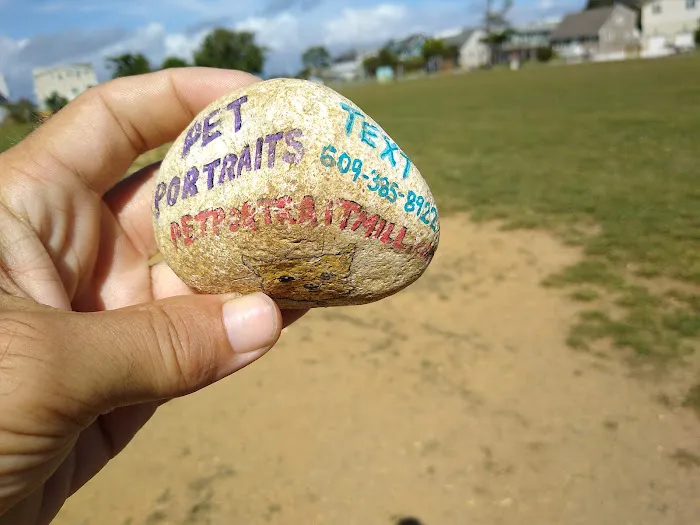 PET
PORTRAITS
TEXT
609-385-892
PETPORTRAITMILL